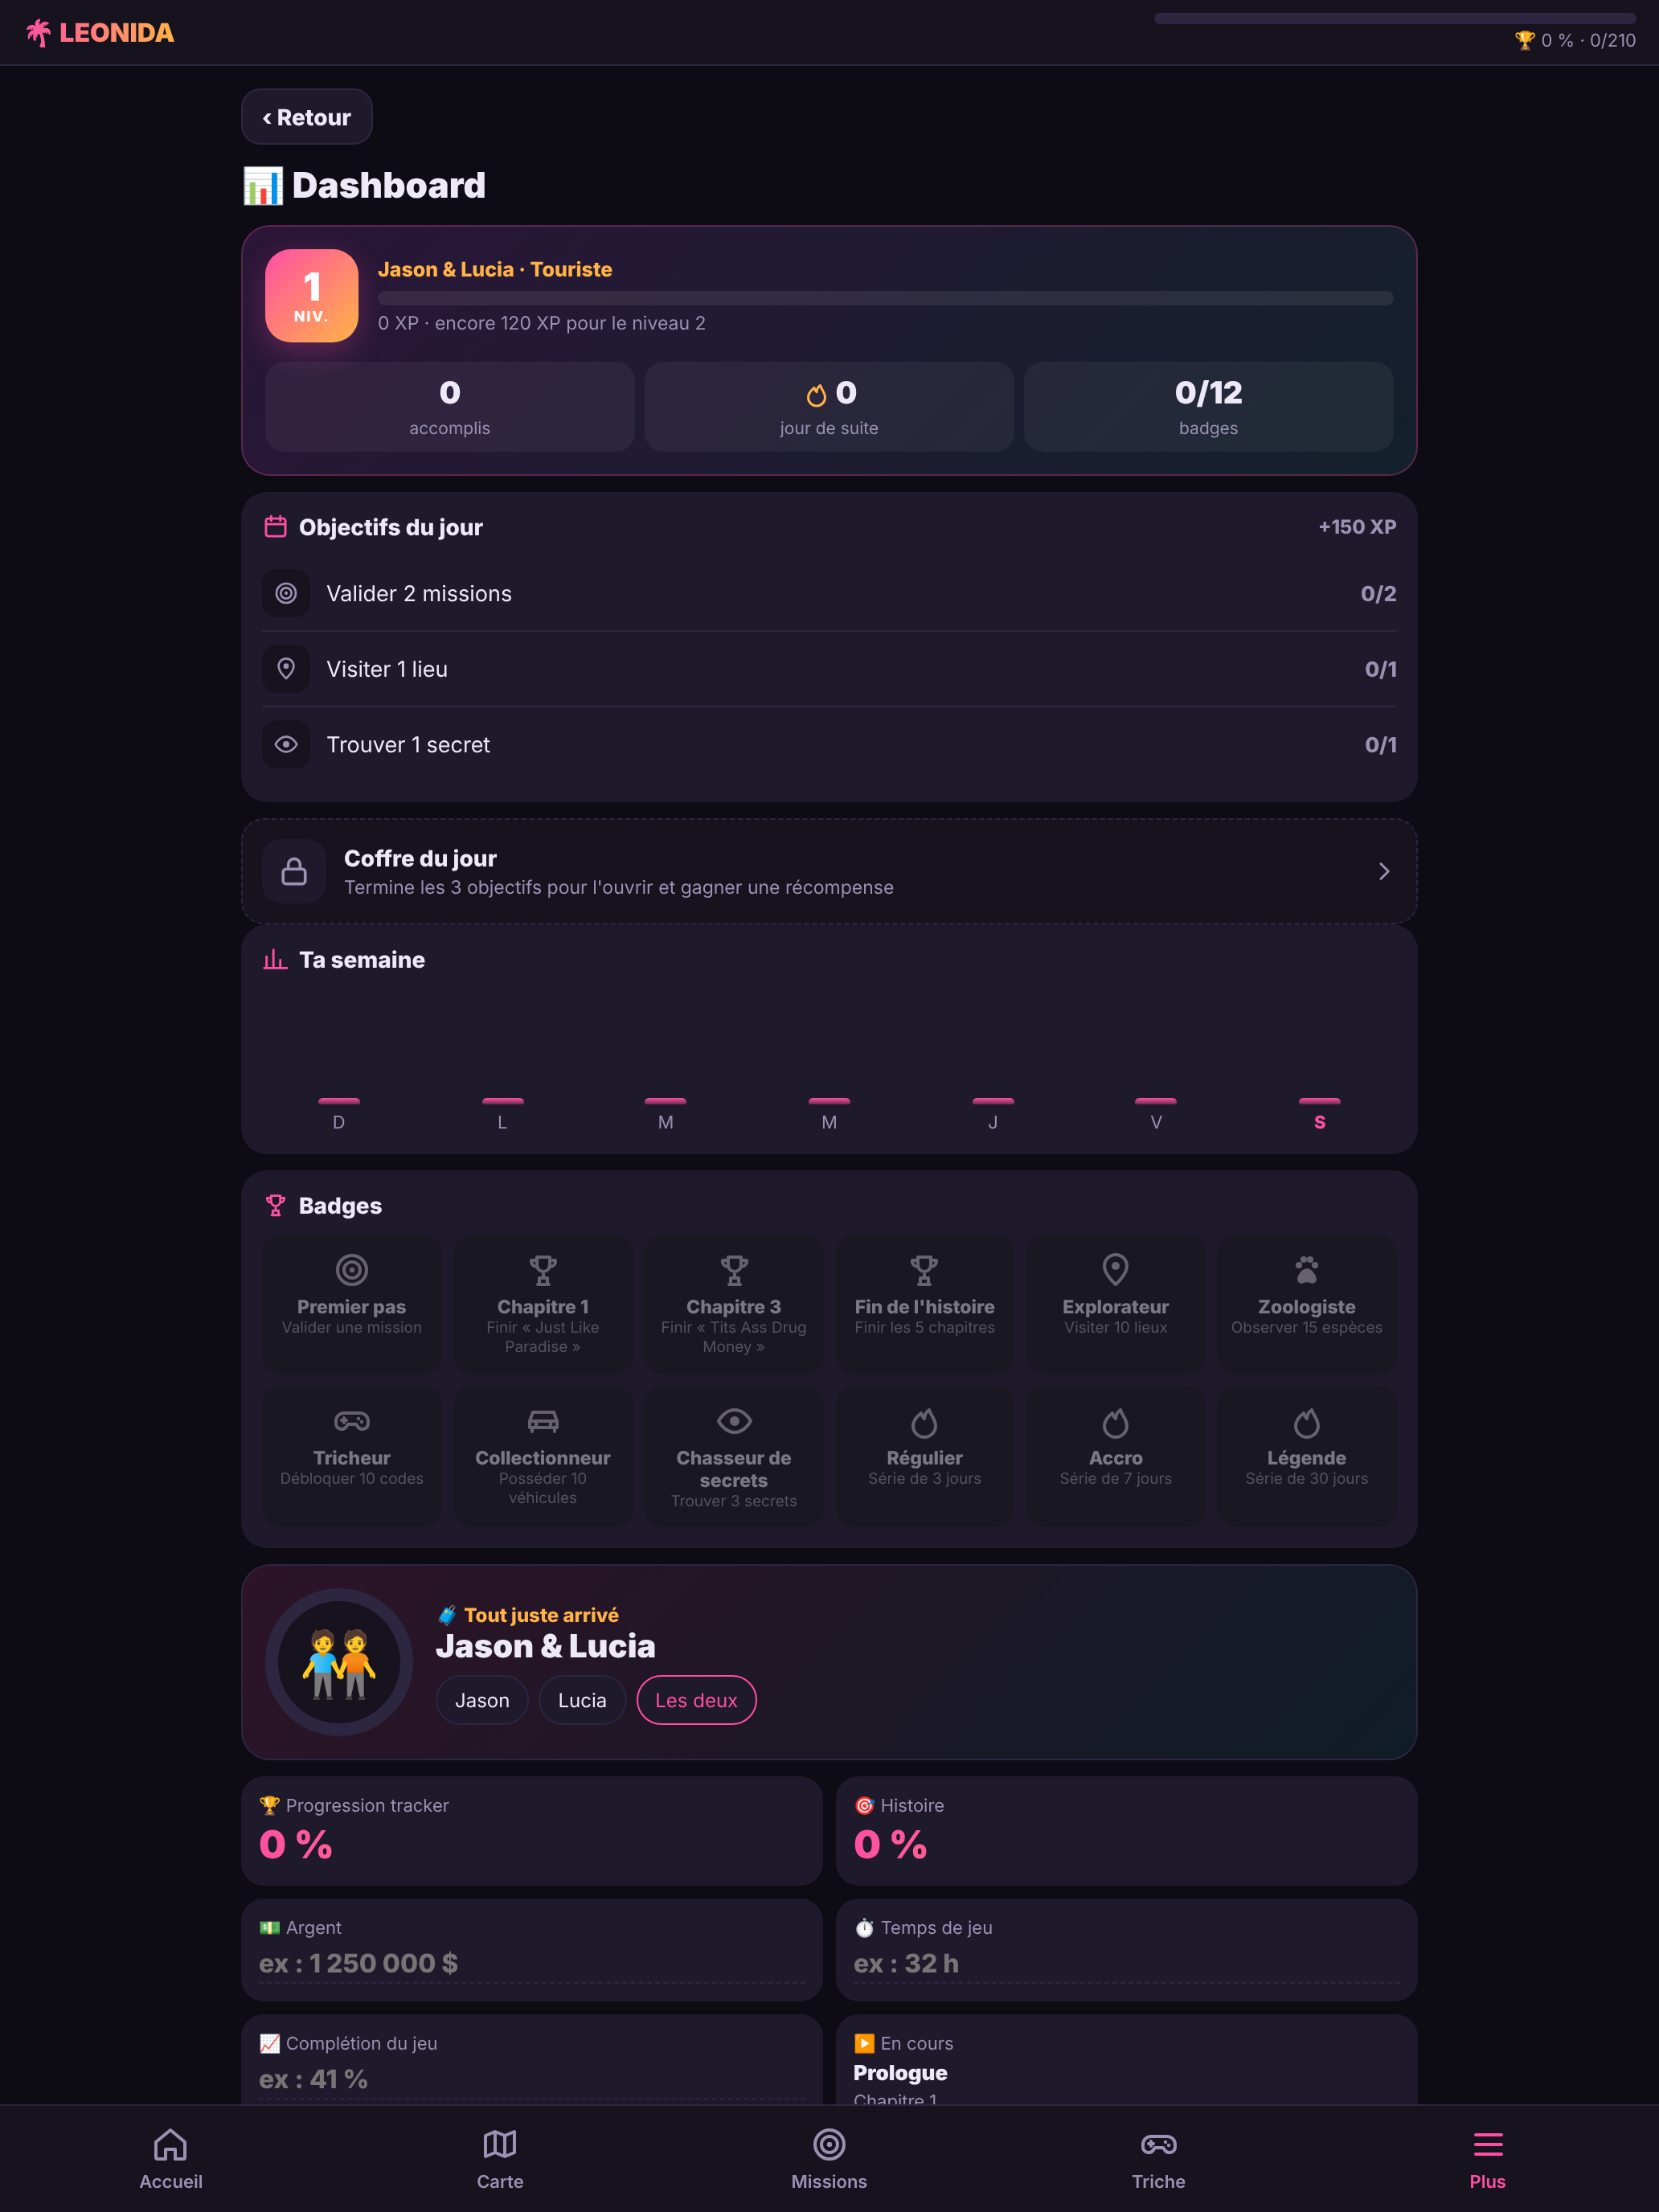 LEONIDA
🏆 0 % · 0/210
‹ Retour
📊 Dashboard
1
NIV.
Jason & Lucia · Touriste
0 XP · encore 120 XP pour le niveau 2
0
accomplis
0
jour de suite
0/12
badges
Objectifs du jour
+150 XP
Valider 2 missions
0/2
Visiter 1 lieu
0/1
Trouver 1 secret
0/1
Coffre du jour
Termine les 3 objectifs pour l'ouvrir et gagner une récompense
Ta semaine
D L M M J V S
Badges
Premier pas
Valider une mission
Chapitre 1
Finir « Just Like
Paradise »
Chapitre 3
Finir « Tits Ass Drug
Money »
Fin de l'histoire
Finir les 5 chapitres
Explorateur
Visiter 10 lieux
Zoologiste
Observer 15 espèces
Tricheur
Débloquer 10 codes
Collectionneur
Posséder 10
véhicules
Chasseur de
secrets
Trouver 3 secrets
Régulier
Série de 3 jours
Accro
Série de 7 jours
Légende
Série de 30 jours
🧳 Tout juste arrivé
Jason & Lucia
Jason
Lucia
Les deux
🏆 Progression tracker
0 %
🎯 Histoire
0 %
💵 Argent
ex : 1 250 000 $
⏱️ Temps de jeu
ex : 32 h
📈 Complétion du jeu
ex : 41 %
▶️ En cours
Prologue
Chapitre 1
Accueil
Carte
Missions
Triche
Plus